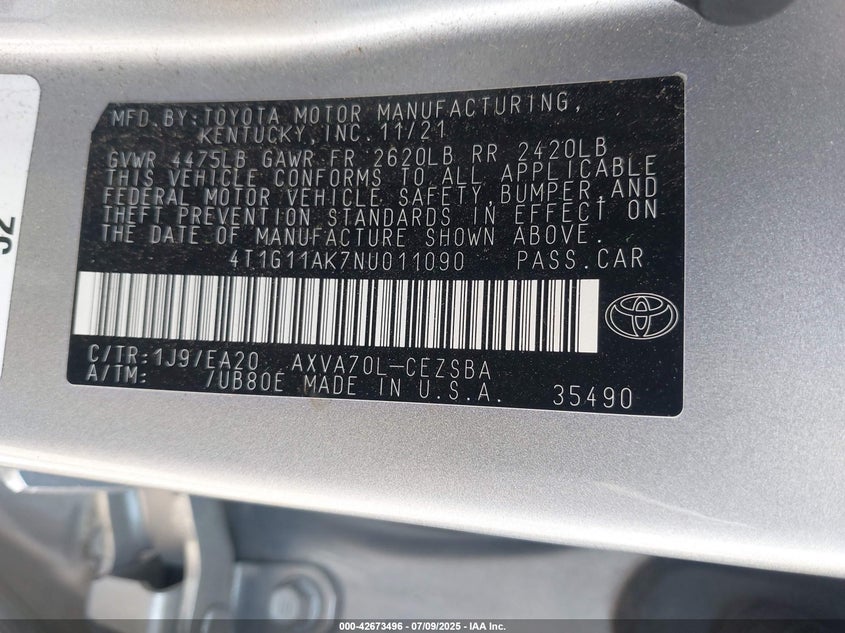 MFD. BY: TOYOTA MOTOR MANUFACTURING,
KENTUCKY, INC. 11/21
GVWR 4475LB GAWR FR 2620LB RR 2420LB
THIS VEHICLE CONFORMS TO ALL APPLICABLE
FEDERAL MOTOR VEHICLE SAFETY, BUMPER, AND
THEFT PREVENTION STANDARDS IN EFFECT ON
THE DATE OF MANUFACTURE SHOWN ABOVE.
4T1G11AK7NU011090 PASS.CAR
C/TR: 1J9/EA20 AXVA70L-CEZSBA
A/TM: /UB80E MADE IN U.S.A. 35490
000-42673496 - 07/09/2025 - IAA Inc.